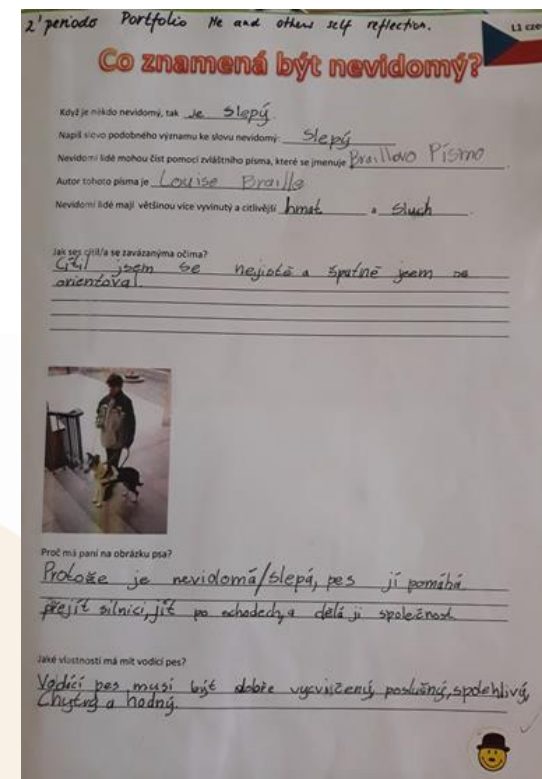 2' periodo Portfolio Me and others self reflection.
L1 cze
Co znamená být nevidomý?
Když je někdo nevidomý, tak je slepý.
Napiš slovo podobného významu ke slovu nevidomý: slepý
Nevidomí lidé mohou číst pomocí zvláštního písma, které se jmenuje Braillovo Písmo.
Autor tohoto písma je Louise Braille
Nevidomí lidé mají většinou více vyvinutý a citlivější hmat a sluch.
Jak ses cítil/a se zavázanýma očima?
Cítil jsem se nejistě a špatně jsem se
orientoval.
Proč má paní na obrázku psa?
Protože je nevidomá/slepá, pes jí pomáhá
přejít silnici, jít po schodech, a dělá jí společnost
Jaké vlastnosti má mít vodící pes?
Vodící pes musí být dobře vycvičený, poslušný, spolehlivý,
Chytrý a hodný.